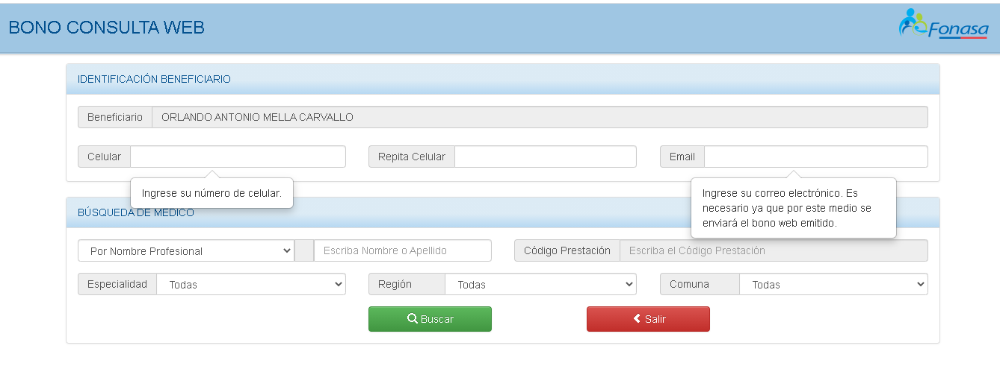 BONO CONSULTA WEB
Fonasa
IDENTIFICACIÓN BENEFICIARIO
Beneficiario ORLANDO ANTONIO MELLA CARVALLO
Celular Repita Celular Email
Ingrese su número de celular.
Ingrese su correo electrónico. Es
necesario ya que por este medio se
enviará el bono web emitido.
BÚSQUEDA DE MEDICO
Por Nombre Profesional Escriba Nombre o Apellido Código Prestación Escriba el Código Prestación
Especialidad Todas Región Todas Comuna Todas
Buscar Salir